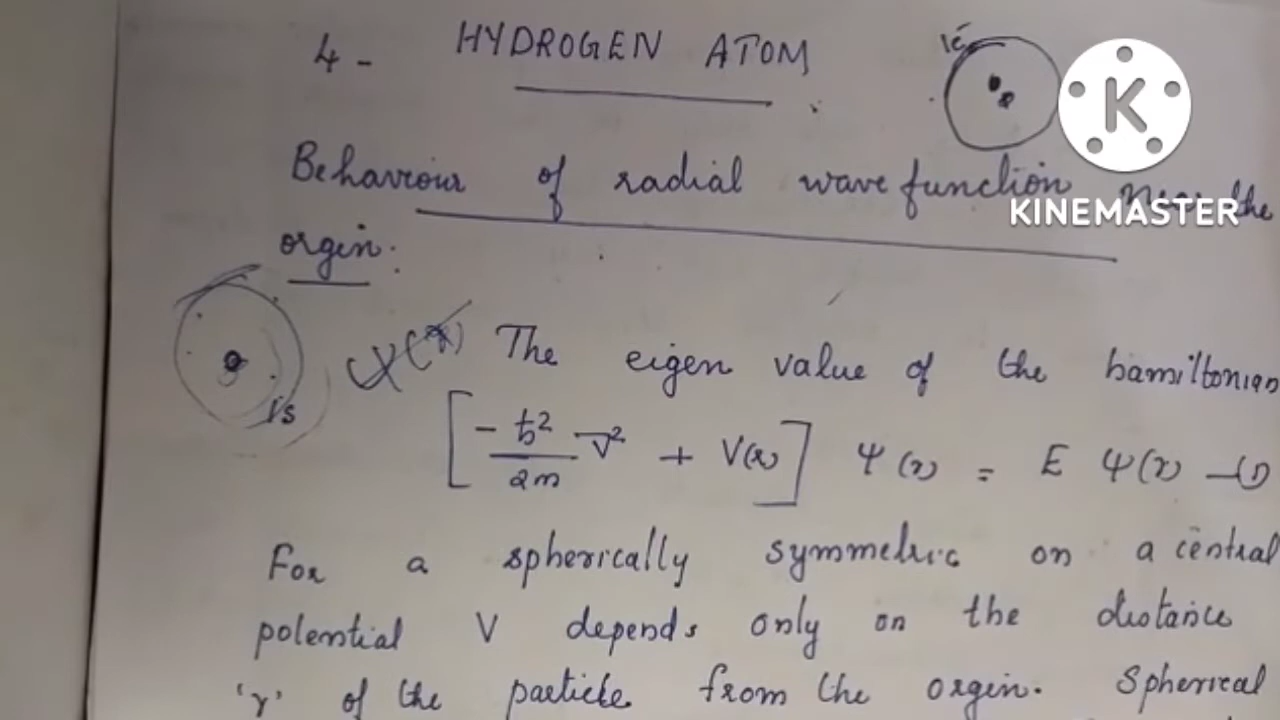 4 - HYDROGEN ATOM
K
KINEMASTER
Behaviour of radial wave function near the
orgin.
1s
The eigen value of the hamiltonian
[-ħ²/2m ∇² + V(r)] Ψ(r) = E Ψ(r) —(1)
For a spherically symmetric on a central
potential V depends only on the distance
'r' of the particle from the orgin. Spherical